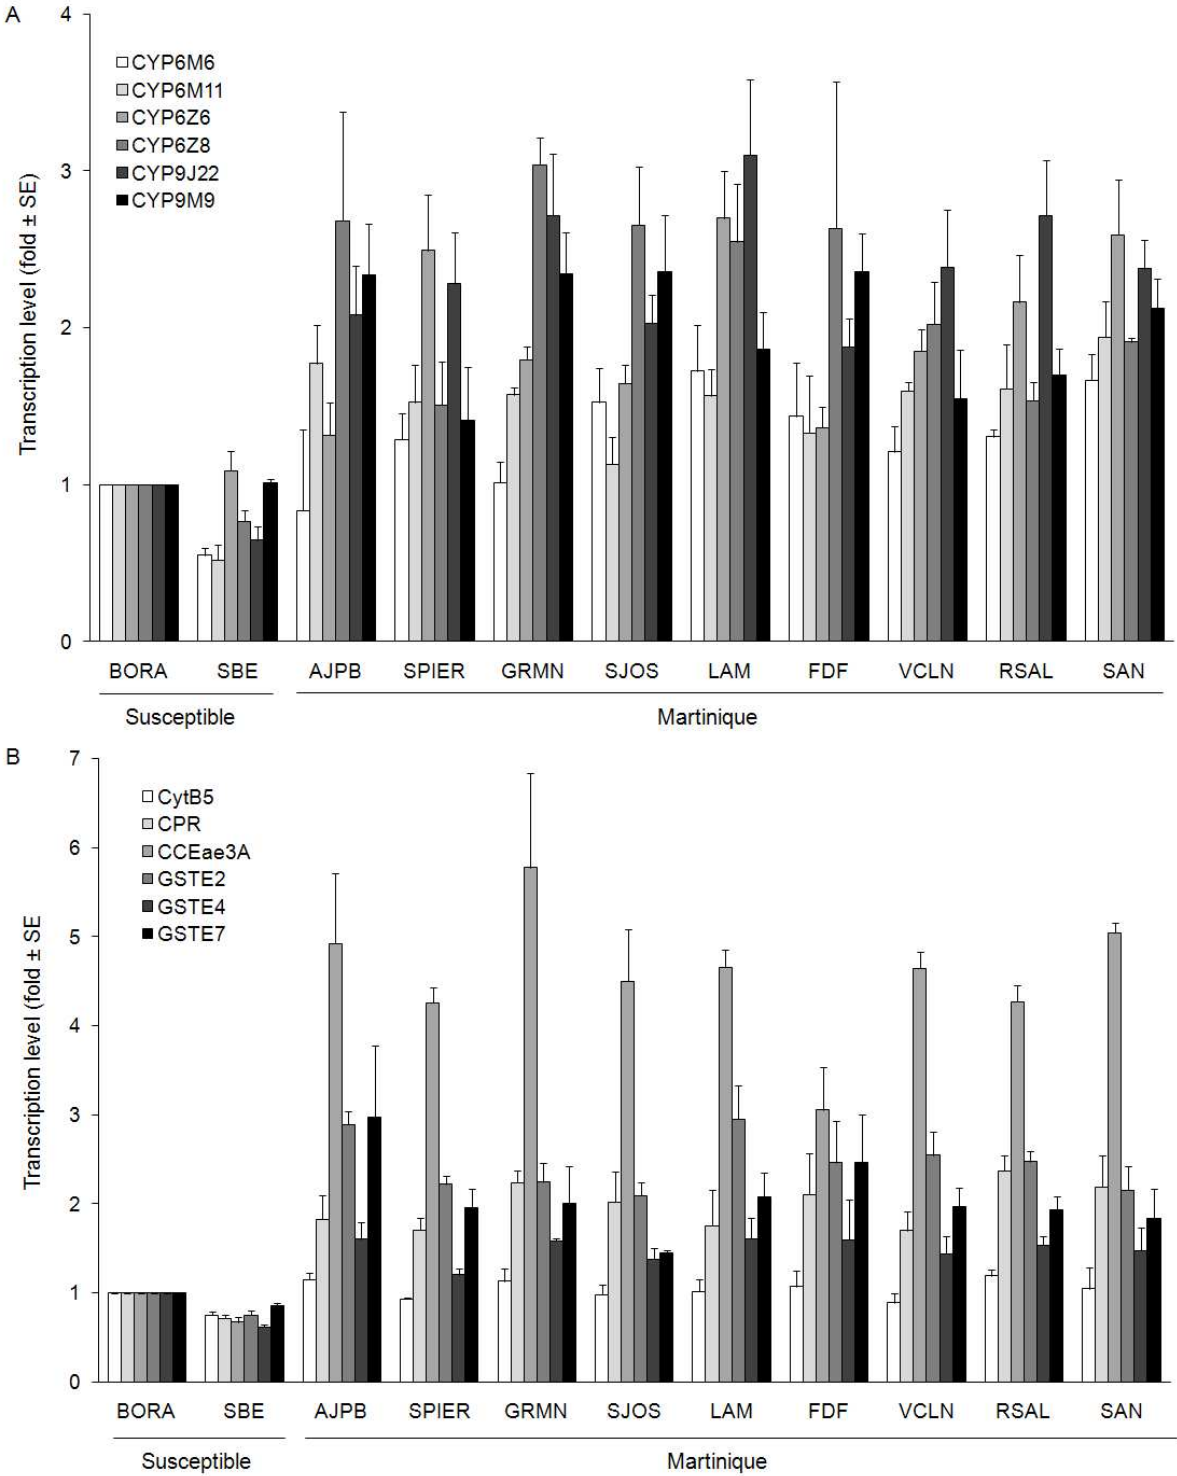 A
4
3
2
1
0
Transcription level (fold ± SE)
CYP6M6
CYP6M11
CYP6Z6
CYP6Z8
CYP9J22
CYP9M9
BORA SBE AJPB SPIER GRMN SJOS LAM FDF VCLN RSAL SAN
Susceptible Martinique
B
7
6
5
4
3
2
1
0
Transcription level (fold ± SE
CytB5
CPR
CCEae3A
GSTE2
GSTE4
GSTE7
BORA SBE AJPB SPIER GRMN SJOS LAM FDF VCLN RSAL SAN
Susceptible Martinique